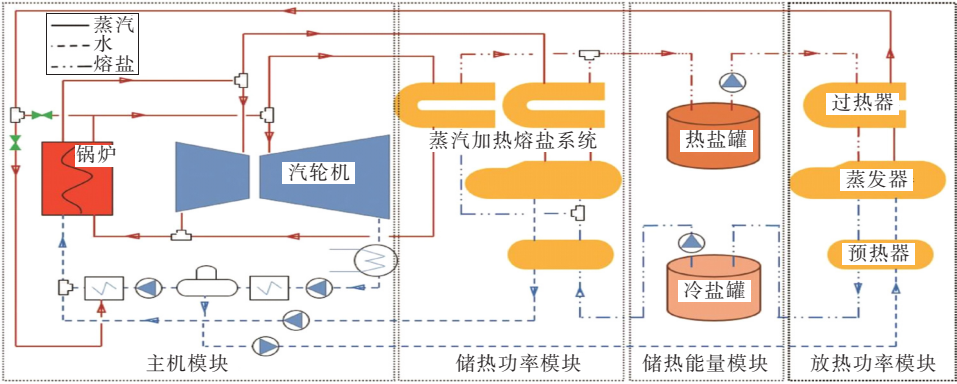 蒸汽
水
熔盐
锅炉
汽轮机
蒸汽加热熔盐系统
热盐罐
冷盐罐
过热器
蒸发器
预热器
主机模块
储热功率模块
储热能量模块
放热功率模块